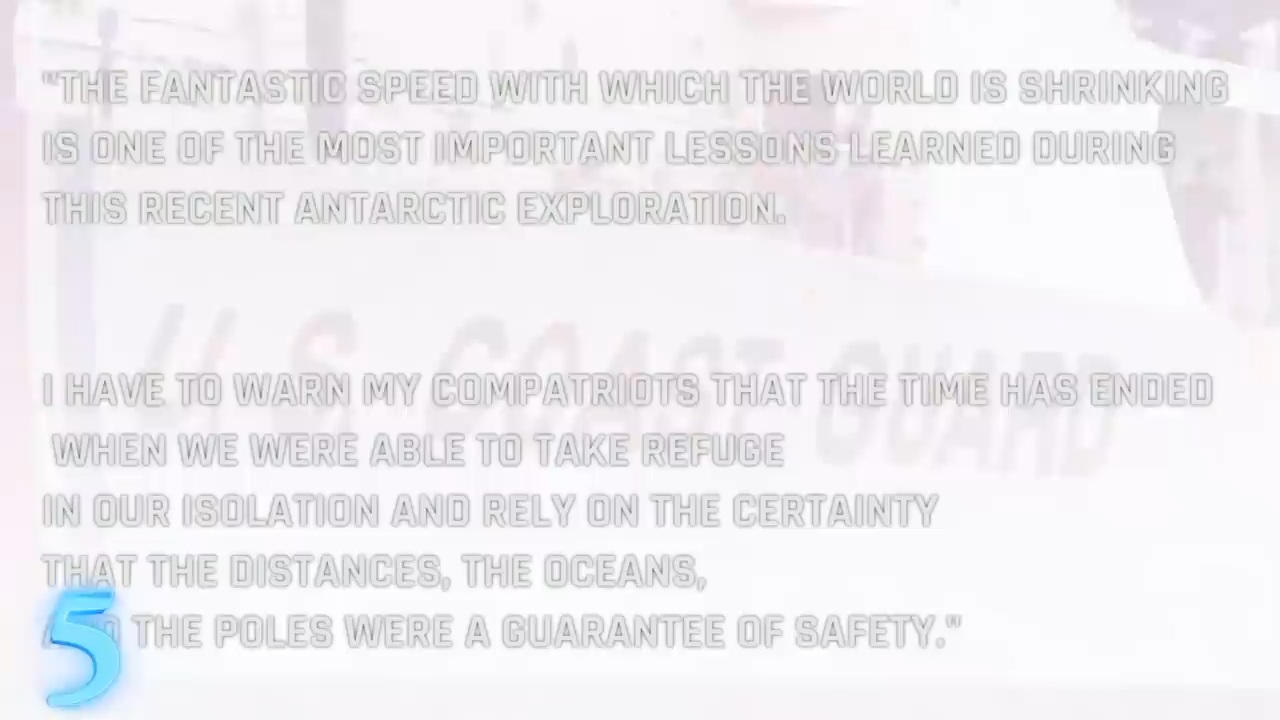 "THE FANTASTIC SPEED WITH WHICH THE WORLD IS SHRINKING
IS ONE OF THE MOST IMPORTANT LESSONS LEARNED DURING
THIS RECENT ANTARCTIC EXPLORATION.
U.S. COAST GUARD
I HAVE TO WARN MY COMPATRIOTS THAT THE TIME HAS ENDED
WHEN WE WERE ABLE TO TAKE REFUGE
IN OUR ISOLATION AND RELY ON THE CERTAINTY
THAT THE DISTANCES, THE OCEANS,
THE POLES WERE A GUARANTEE OF SAFETY."
5